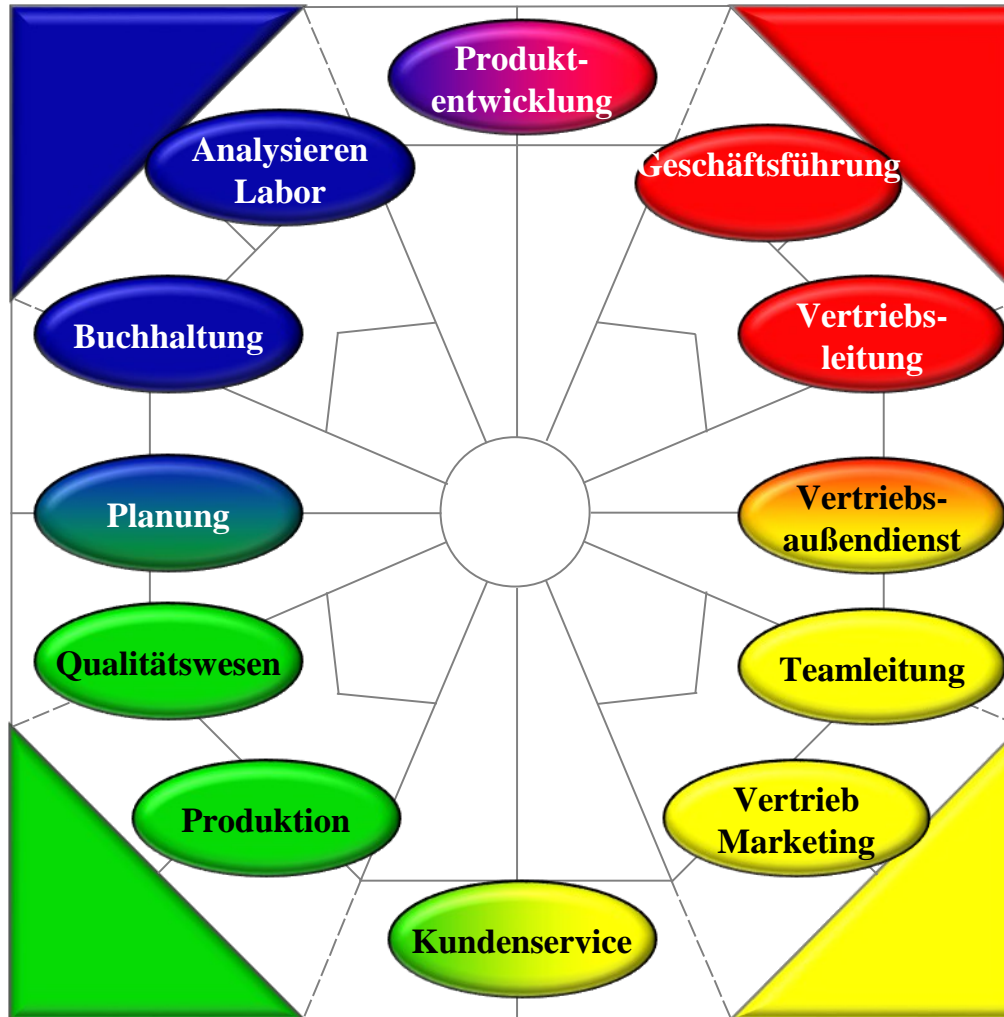 Produkt-
entwicklung
Analysieren
Labor
Geschäftsführung
Buchhaltung
Vertriebs-
leitung
Planung
Vertriebs-
außendienst
Qualitätswesen
Teamleitung
Produktion
Vertrieb
Marketing
Kundenservice